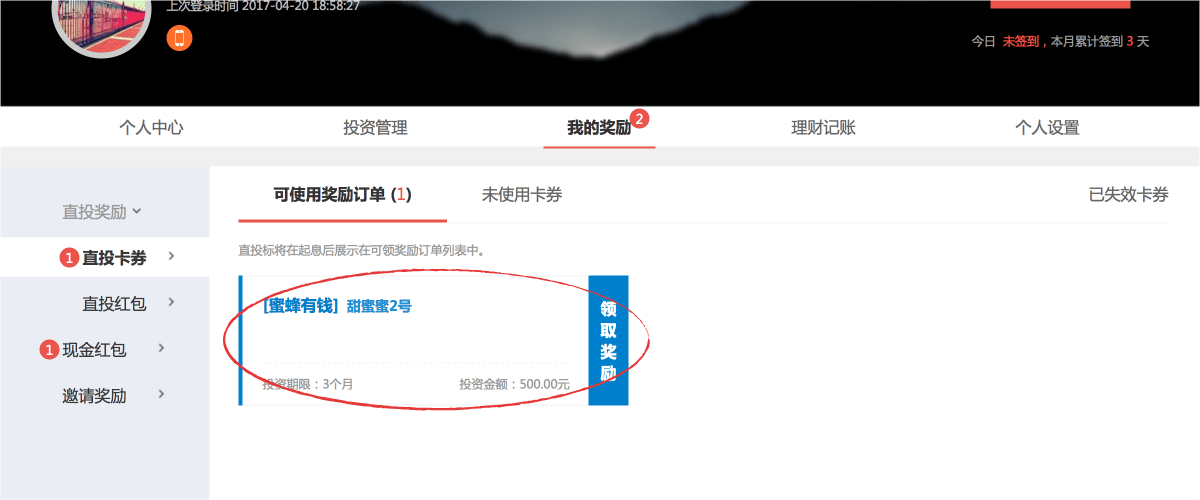 上次登录时间 2017-04-20 18:58:27
今日 未签到，本月累计签到 3 天
个人中心 投资管理 我的奖励 2 理财记账 个人设置
直投奖励
1 直投卡券
直投红包
1 现金红包
邀请奖励
可使用奖励订单 (1) 未使用卡券 已失效卡券
直投标将在起息后展示在可领奖励订单列表中。
[蜜蜂有钱] 甜蜜蜜2号
投资期限：3个月 投资金额：500.00元
领取奖励